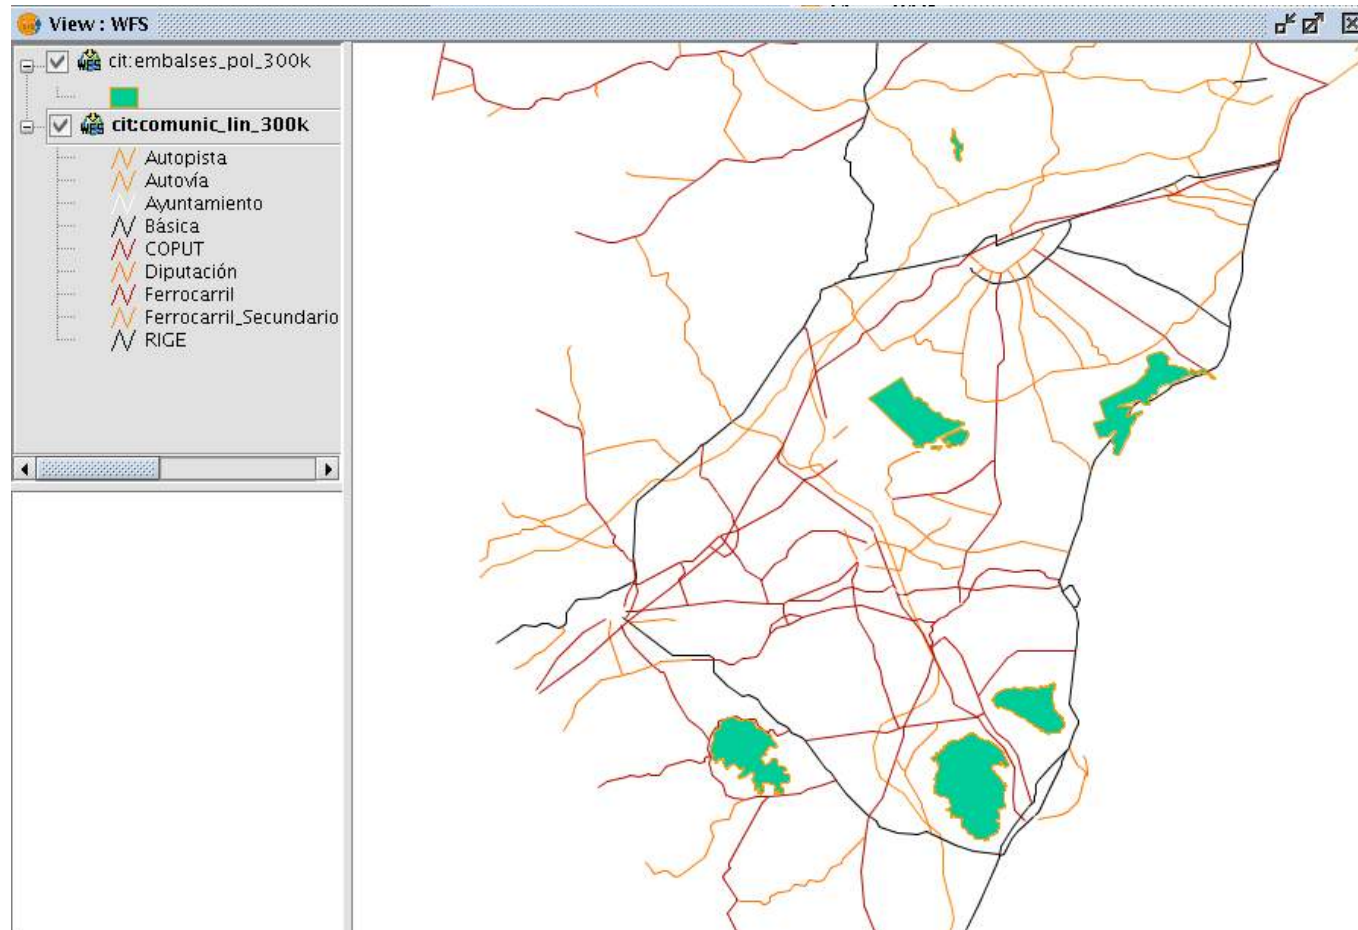 View : WFS
cit:embalses_pol_300k
cit:comunic_lin_300k
Autopista
Autovía
Ayuntamiento
Básica
COPUT
Diputación
Ferrocarril
Ferrocarril_Secundario
RIGE